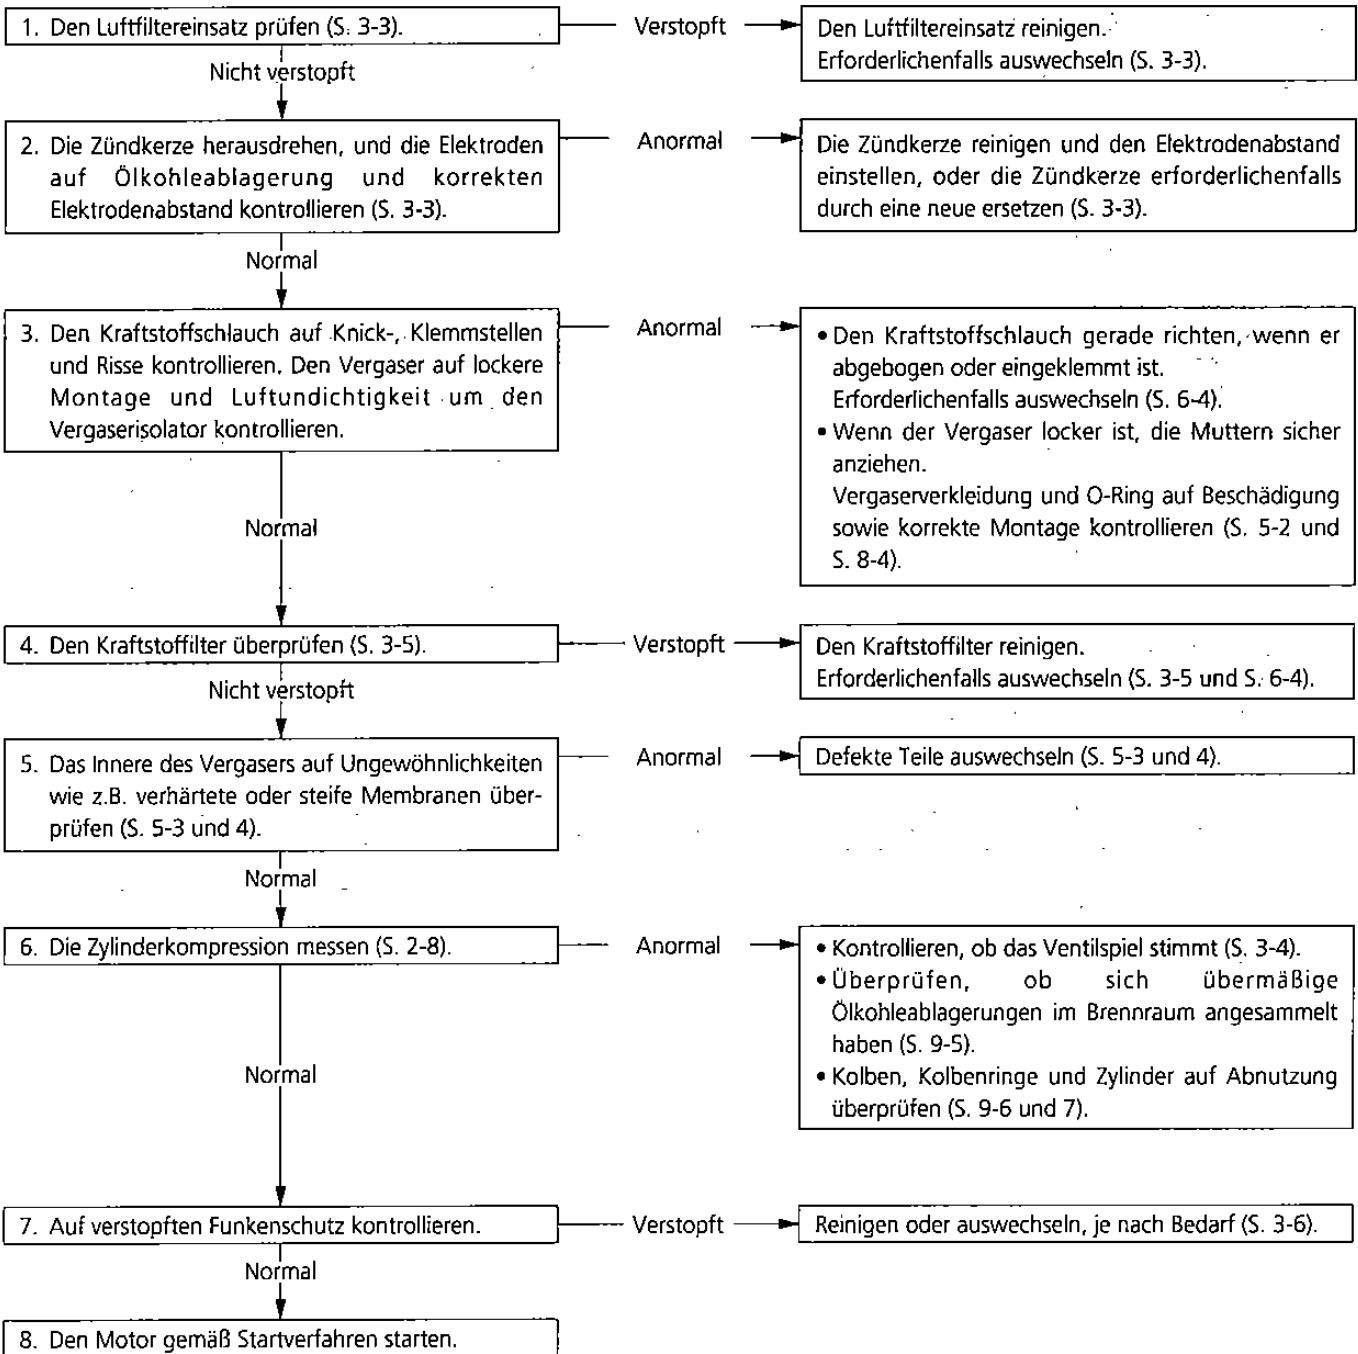 1. Den Luftfiltereinsatz prüfen (S. 3-3).
Verstopft
Den Luftfiltereinsatz reinigen.
Erforderlichenfalls auswechseln (S. 3-3).
Nicht verstopft
2. Die Zündkerze herausdrehen, und die Elektroden
auf Ölkohleablagerung und korrekten
Elektrodenabstand kontrollieren (S. 3-3).
Anormal
Die Zündkerze reinigen und den Elektrodenabstand
einstellen, oder die Zündkerze erforderlichenfalls
durch eine neue ersetzen (S. 3-3).
Normal
3. Den Kraftstoffschlauch auf Knick-, Klemmstellen
und Risse kontrollieren. Den Vergaser auf lockere
Montage und Luftundichtigkeit um den
Vergaserisolator kontrollieren.
Anormal
• Den Kraftstoffschlauch gerade richten, wenn er
abgebogen oder eingeklemmt ist.
Erforderlichenfalls auswechseln (S. 6-4).
• Wenn der Vergaser locker ist, die Muttern sicher
anziehen.
Vergaserverkleidung und O-Ring auf Beschädigung
sowie korrekte Montage kontrollieren (S. 5-2 und
S. 8-4).
Normal
4. Den Kraftstoffilter überprüfen (S. 3-5).
Verstopft
Den Kraftstoffilter reinigen.
Erforderlichenfalls auswechseln (S. 3-5 und S. 6-4).
Nicht verstopft
5. Das Innere des Vergasers auf Ungewöhnlichkeiten
wie z.B. verhärtete oder steife Membranen über-
prüfen (S. 5-3 und 4).
Anormal
Defekte Teile auswechseln (S. 5-3 und 4).
Normal
6. Die Zylinderkompression messen (S. 2-8).
Anormal
• Kontrollieren, ob das Ventilspiel stimmt (S. 3-4).
• Überprüfen, ob sich übermäßige
Ölkohleablagerungen im Brennraum angesammelt
haben (S. 9-5).
• Kolben, Kolbenringe und Zylinder auf Abnutzung
überprüfen (S. 9-6 und 7).
Normal
7. Auf verstopften Funkenschutz kontrollieren.
Verstopft
Reinigen oder auswechseln, je nach Bedarf (S. 3-6).
Normal
8. Den Motor gemäß Startverfahren starten.